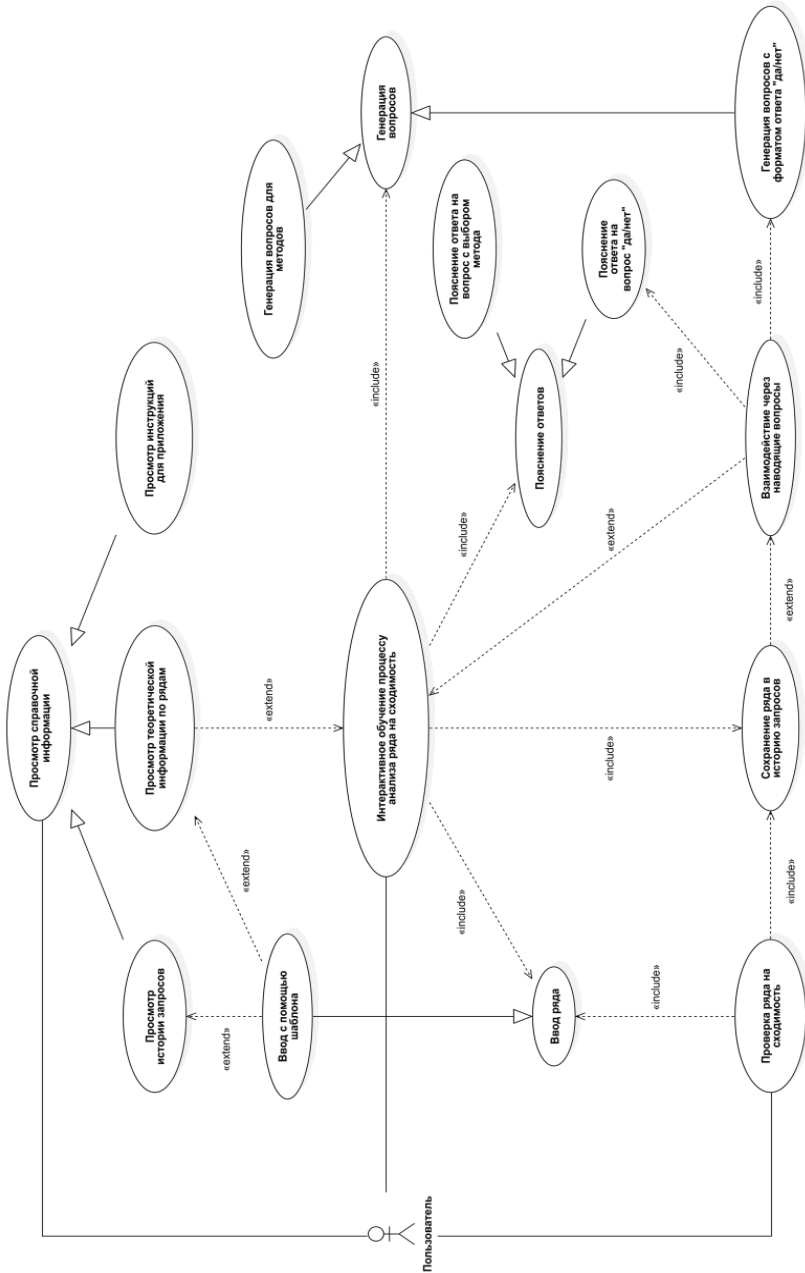 Просмотр справочной
информации
Просмотр
истории запросов
Просмотр теоретической
информации по рядам
Просмотр инструкций
для приложения
«extend»
«extend»
«extend»
Ввод с помощью
шаблона
Генерация вопросов для
методов
Пользователь
Интерактивное обучение процессу
анализа ряда на сходимость
«include»
Генерация
вопросов
«include»
«include»
«include»
«extend»
Ввод ряда
Пояснение ответов
Пояснение ответа на
вопрос с выбором
метода
Пояснение
ответа на
вопрос "да/нет"
«include»
«include»
Проверка ряда на
сходимость
«include»
Сохранение ряда в
историю запросов
«extend»
Взаимодействие через
наводящие вопросы
«include»
Генерация вопросов с
форматом ответа "да/нет"